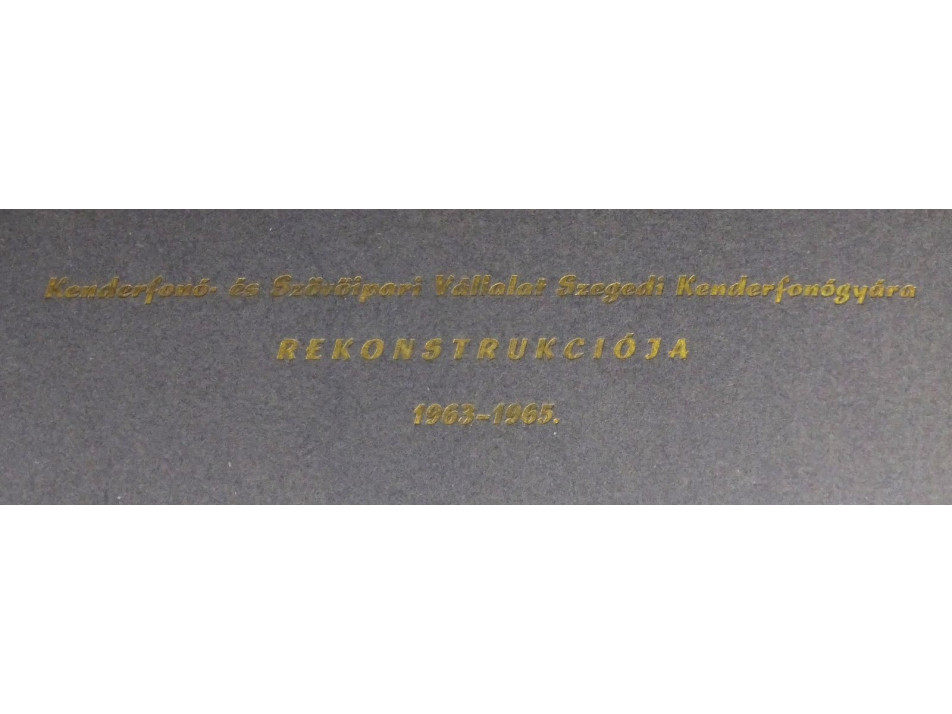 Kenderfonó- és Szövőipari Vállalat Szegedi Kenderfonógyára
REKONSTRUKCIÓJA
1963–1965.